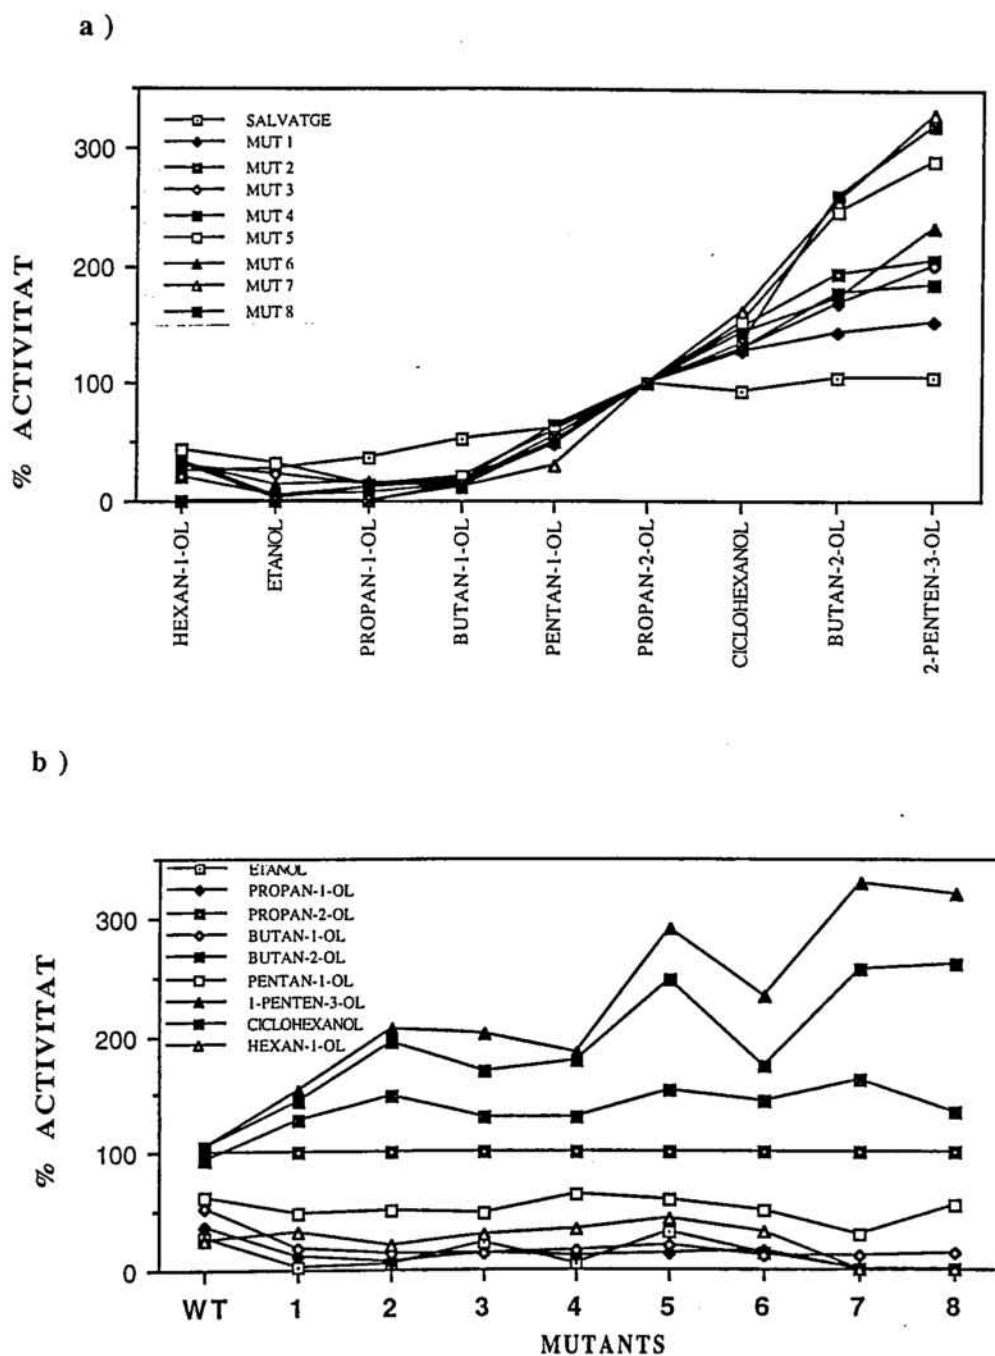 a )
300
200
100
0
% ACTIVITAT
SALVATGE
MUT 1
MUT 2
MUT 3
MUT 4
MUT 5
MUT 6
MUT 7
MUT 8
HEXAN-1-OL
ETANOL
PROPAN-1-OL
BUTAN-1-OL
PENTAN-1-OL
PROPAN-2-OL
CICLOHEXANOL
BUTAN-2-OL
2-PENTEN-3-OL
b )
300
200
100
0
% ACTIVITAT
ETANOL
PROPAN-1-OL
PROPAN-2-OL
BUTAN-1-OL
BUTAN-2-OL
PENTAN-1-OL
1-PENTEN-3-OL
CICLOHEXANOL
HEXAN-1-OL
WT 1 2 3 4 5 6 7 8
MUTANTS